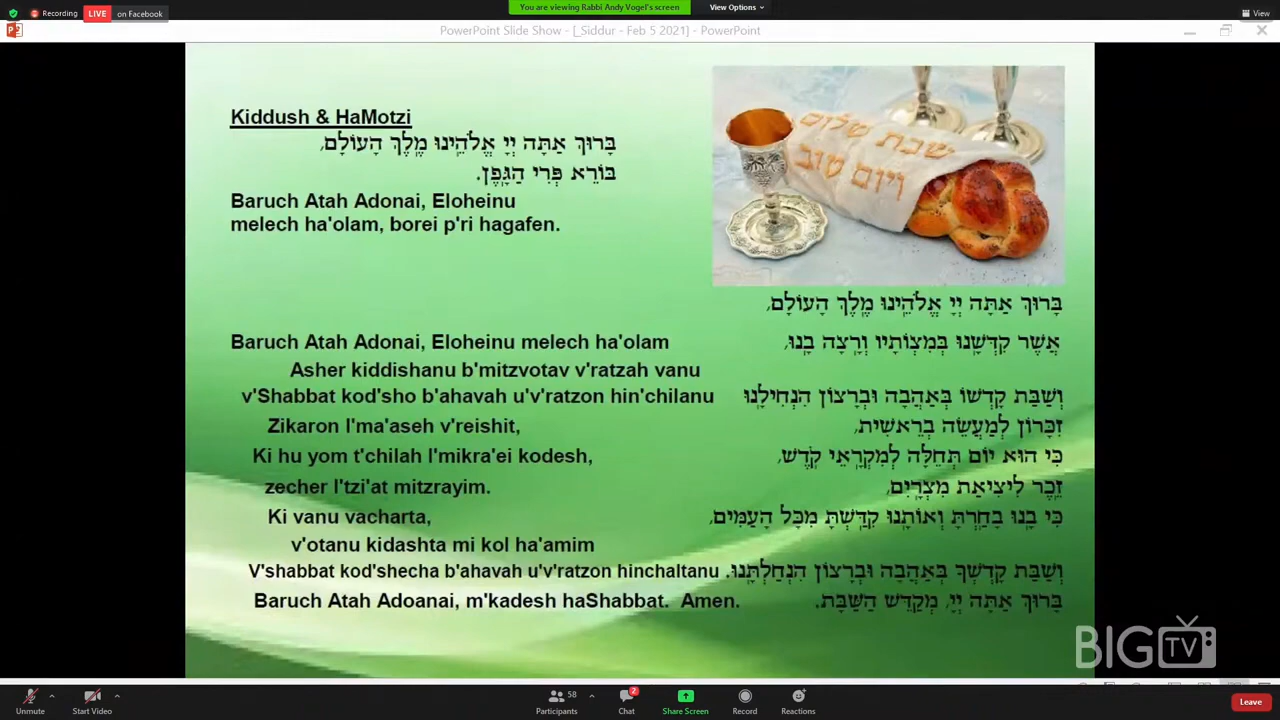 Recording
LIVE
on Facebook
You are viewing Rabbi Andy Vogel's screen
View Options
View
PowerPoint Slide Show - [_Siddur - Feb 5 2021] - PowerPoint
Kiddush & HaMotzi
בָּרוּךְ אַתָּה יְיָ אֱלֹהֵֽינוּ מֶֽלֶךְ הָעוֹלָם,
בּוֹרֵא פְּרִי הַגָּֽפֶן.
Baruch Atah Adonai, Eloheinu
melech ha'olam, borei p'ri hagafen.
שבת שלום
ויום טוב
בָּרוּךְ אַתָּה יְיָ אֱלֹהֵֽינוּ מֶֽלֶךְ הָעוֹלָם,
Baruch Atah Adonai, Eloheinu melech ha'olam
אֲשֶׁר קִדְּשָֽׁנוּ בְּמִצְוֹתָיו וְרָֽצָה בָֽנוּ,
Asher kiddishanu b'mitzvotav v'ratzah vanu
v'Shabbat kod'sho b'ahavah u'v'ratzon hin'chilanu
וְשַׁבַּת קָדְשׁוֹ בְּאַהֲבָה וּבְרָצוֹן הִנְחִילָֽנוּ
Zikaron l'ma'aseh v'reishit,
זִכָּרוֹן לְמַעֲשֵׂה בְרֵאשִׁית,
Ki hu yom t'chilah l'mikra'ei kodesh,
כִּי הוּא יוֹם תְּחִלָּה לְמִקְרָֽאֵי קֹֽדֶשׁ,
zecher l'tzi'at mitzrayim.
זֵֽכֶר לִיצִיאַת מִצְרָֽיִם,
Ki vanu vacharta,
כִּי בָֽנוּ בָחַֽרְתָּ וְאוֹתָֽנוּ קִדַּֽשְׁתָּ מִכָּל הָעַמִּים,
v'otanu kidashta mi kol ha'amim
V'shabbat kod'shecha b'ahavah u'v'ratzon hinchaltanu
וְשַׁבַּת קָדְשְׁךָ בְּאַהֲבָה וּבְרָצוֹן הִנְחַלְתָּֽנוּ.
Baruch Atah Adoanai, m'kadesh haShabbat. Amen.
בָּרוּךְ אַתָּה יְיָ, מְקַדֵּשׁ הַשַּׁבָּת.
BIG TV
Unmute
Start Video
58
Participants
2
Chat
Share Screen
Record
Reactions
Leave